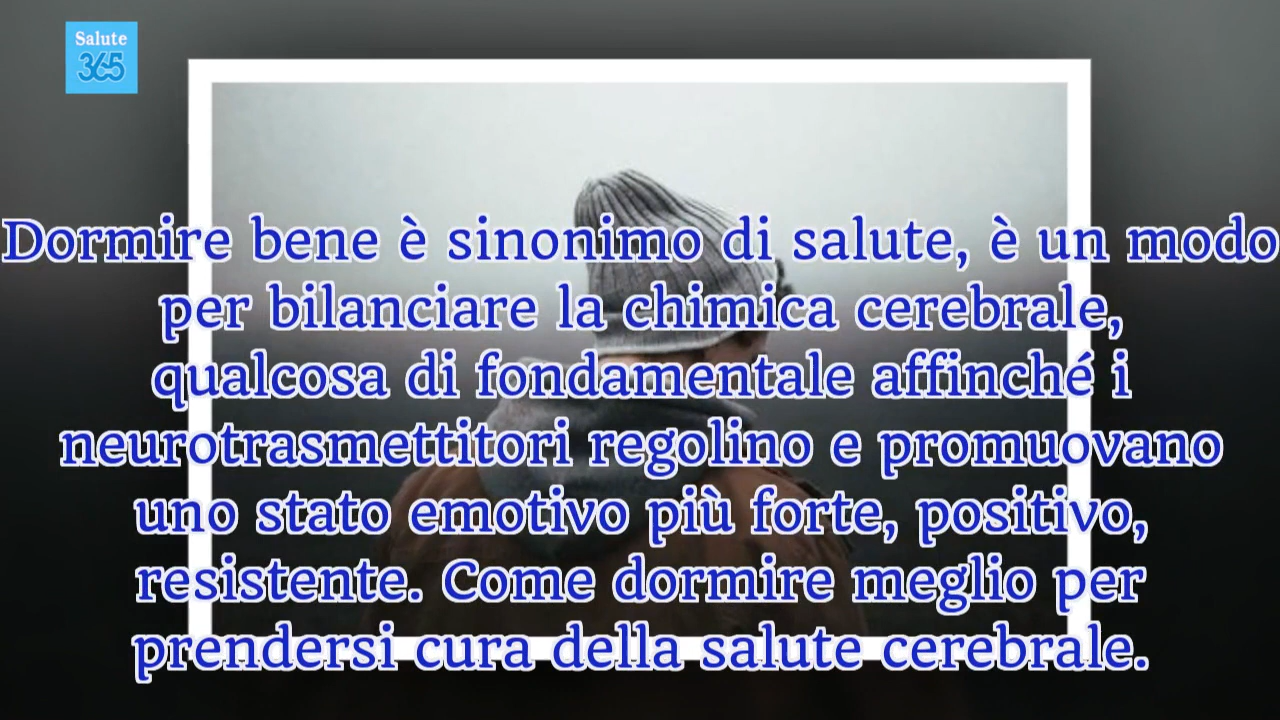 Salute
365
Dormire bene è sinonimo di salute, è un modo
per bilanciare la chimica cerebrale,
qualcosa di fondamentale affinché i
neurotrasmettitori regolino e promuovano
uno stato emotivo più forte, positivo,
resistente. Come dormire meglio per
prendersi cura della salute cerebrale.